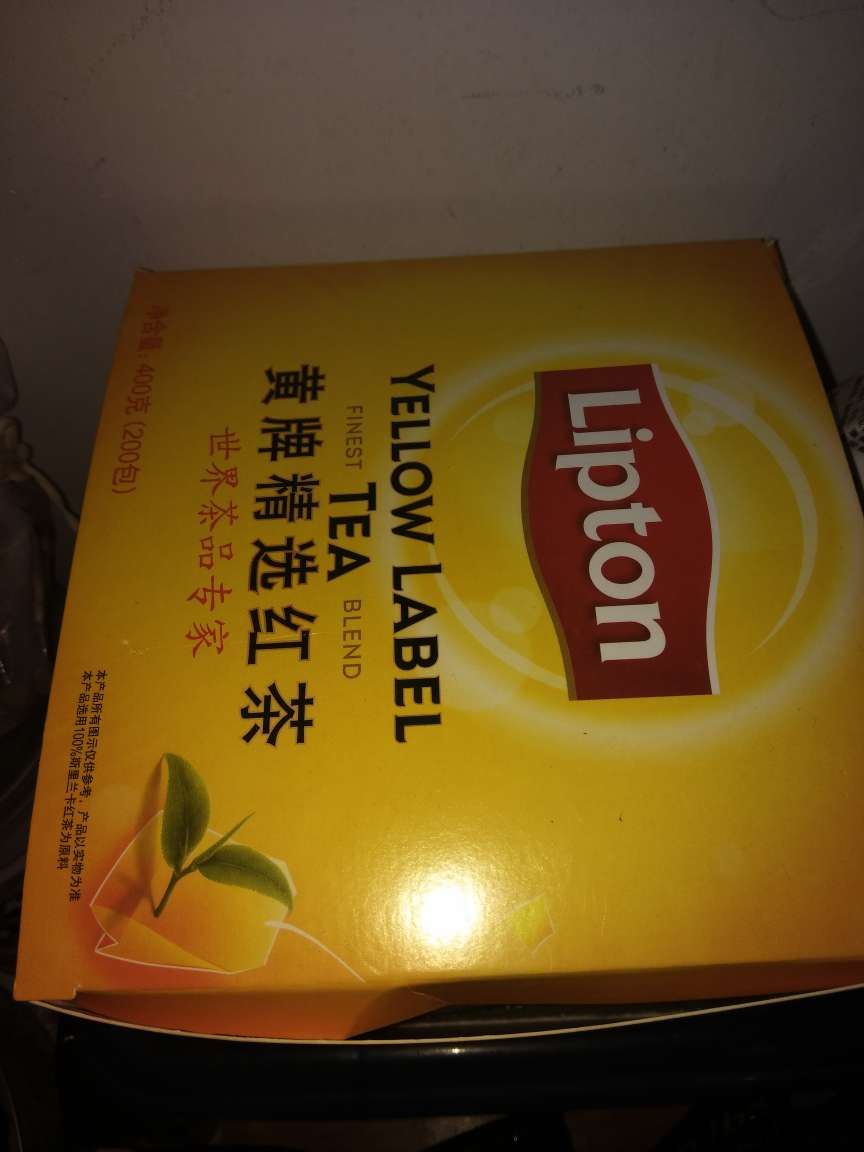 Lipton
YELLOW LABEL
FINEST TEA BLEND
黄牌精选红茶
世界茶品专家
净含量：400克(200包)
本产品所有图示仅供参考，产品以实物为准
本产品选用100%斯里兰卡红茶为原料